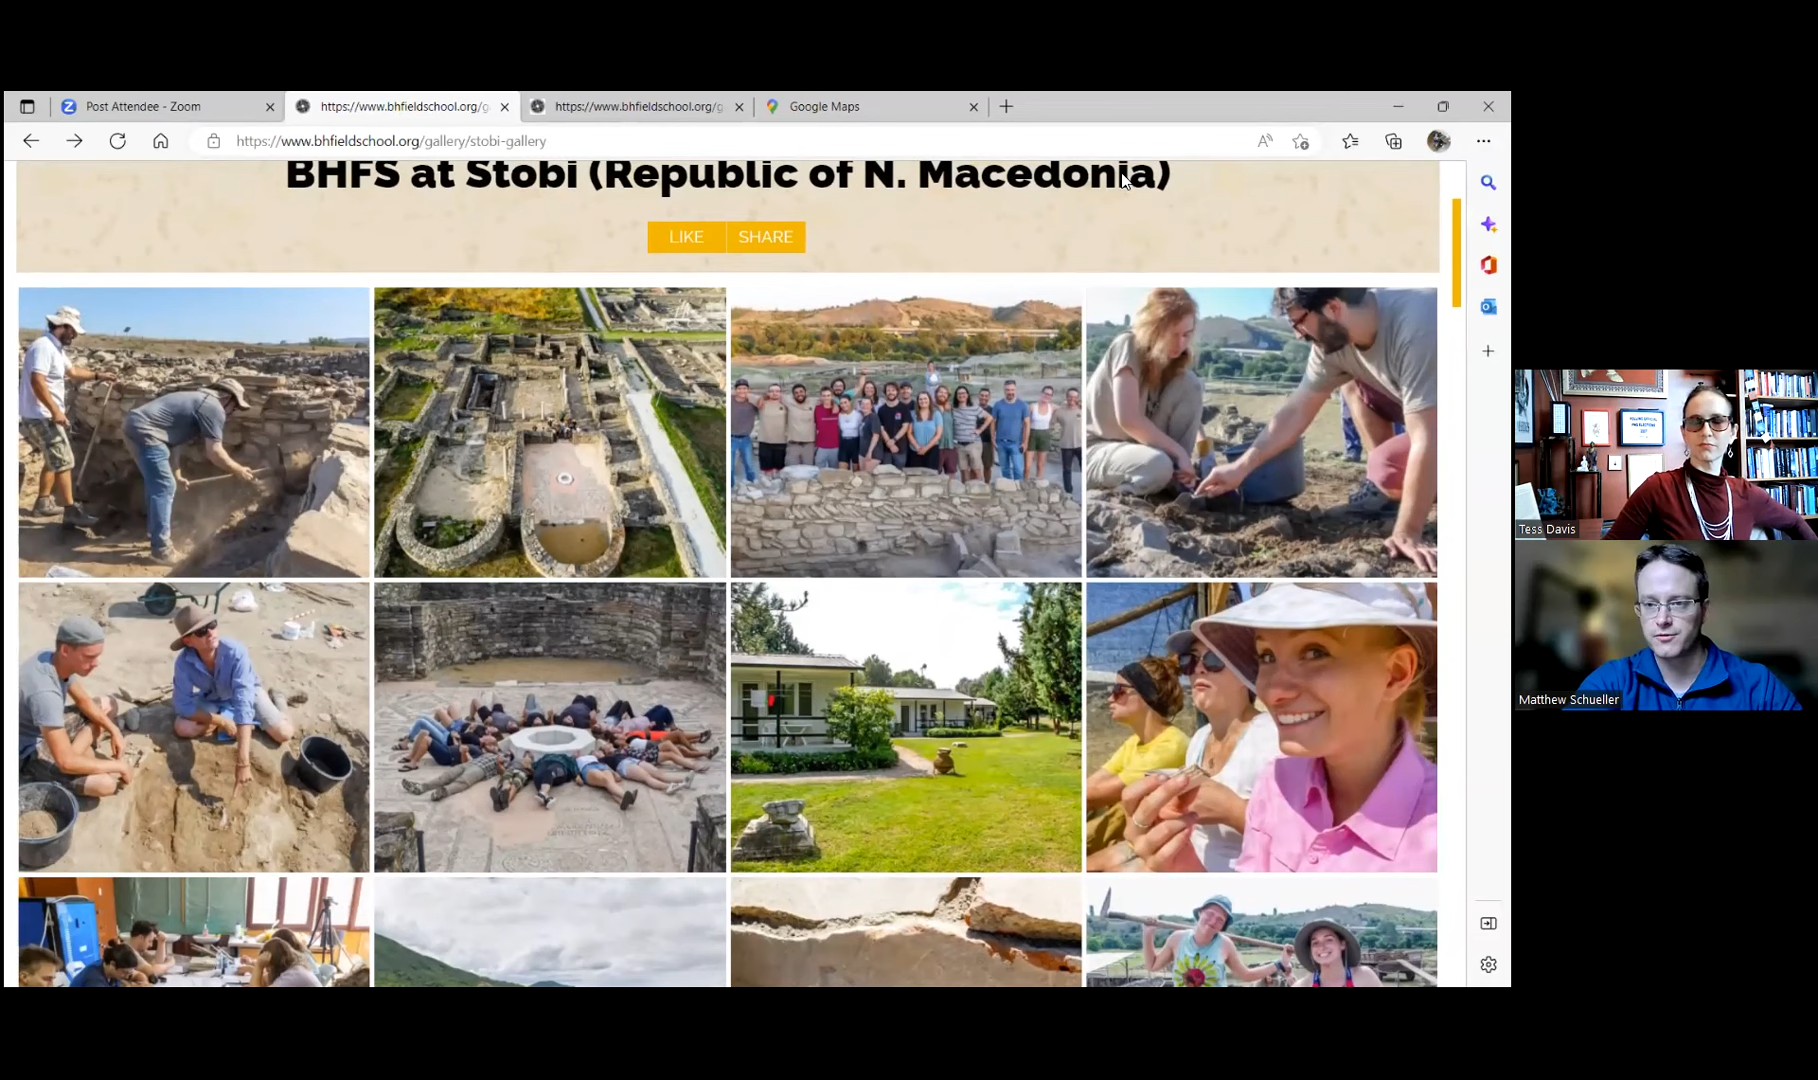 Post Attendee - Zoom
https://www.bhfieldschool.org/g
https://www.bhfieldschool.org/g
Google Maps
https://www.bhfieldschool.org/gallery/stobi-gallery
BHFS at Stobi (Republic of N. Macedonia)
LIKE
SHARE
Tess Davis
Matthew Schueller